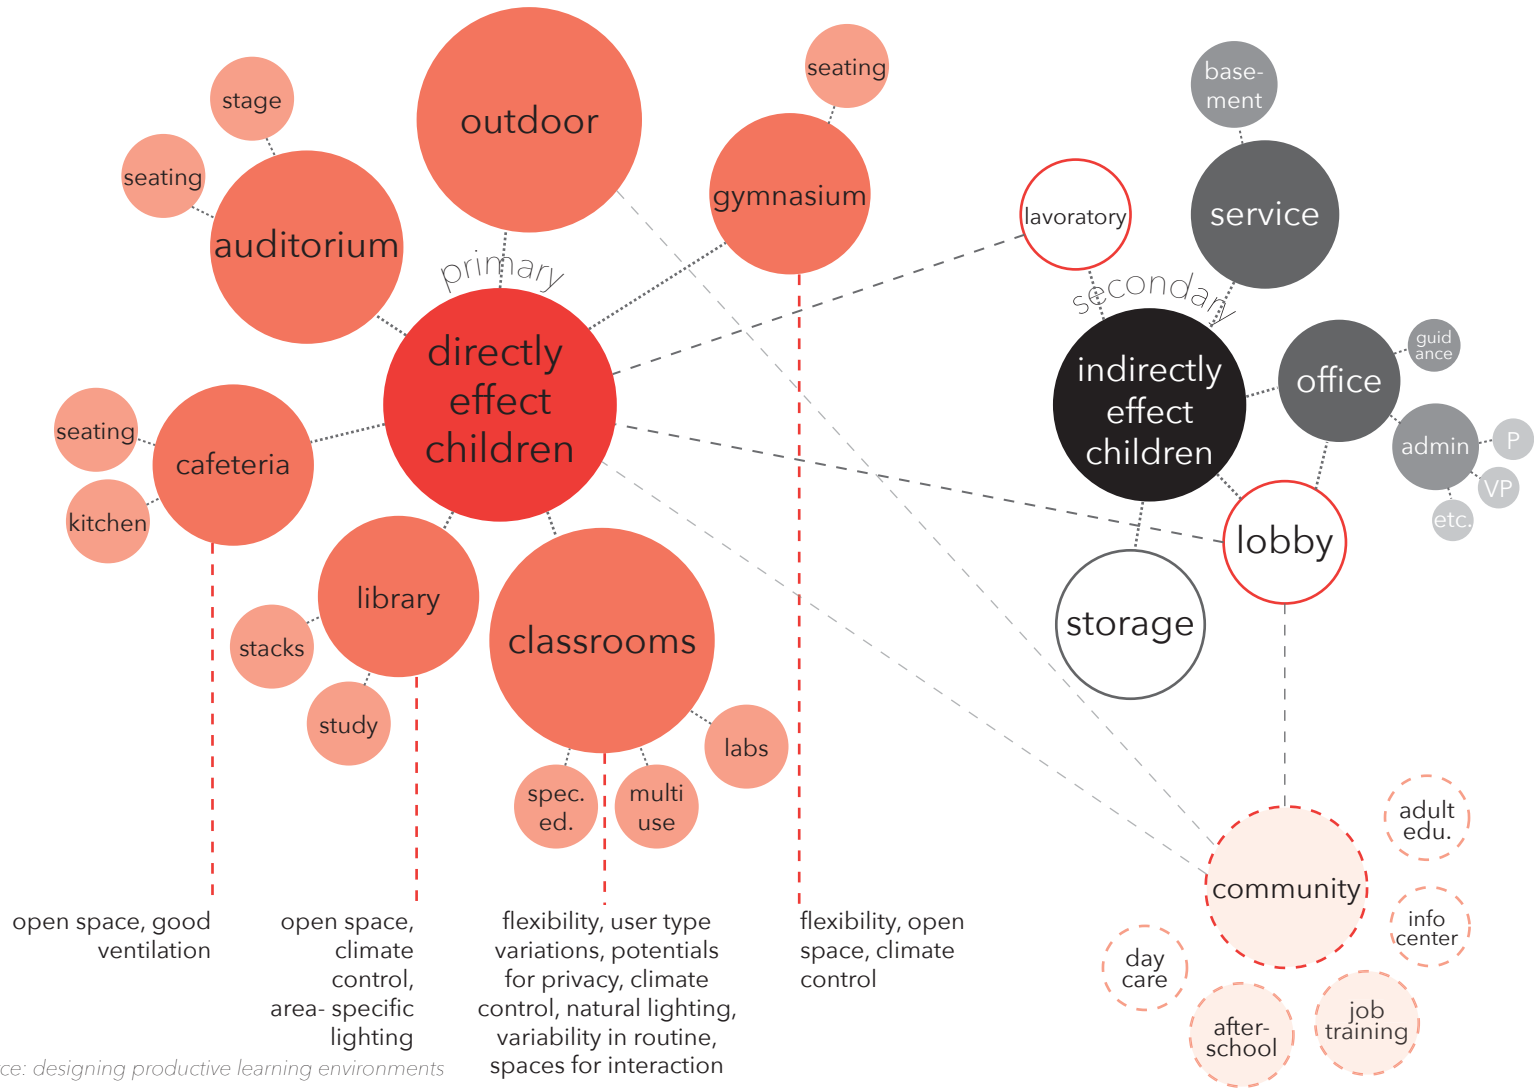 outdoor
seating
stage
seating
auditorium
gymnasium
primary
directly
effect
children
seating
cafeteria
kitchen
library
stacks
study
classrooms
labs
spec.
ed.
multi
use
base-
ment
service
lavoratory
secondary
indirectly
effect
children
office
guid
ance
admin
P
VP
etc.
lobby
storage
community
adult
edu.
info
center
day
care
after-
school
job
training
open space, good
ventilation
open space,
climate
control,
area- specific
lighting
flexibility, user type
variations, potentials
for privacy, climate
control, natural lighting,
variability in routine,
spaces for interaction
flexibility, open
space, climate
control
ce: designing productive learning environments